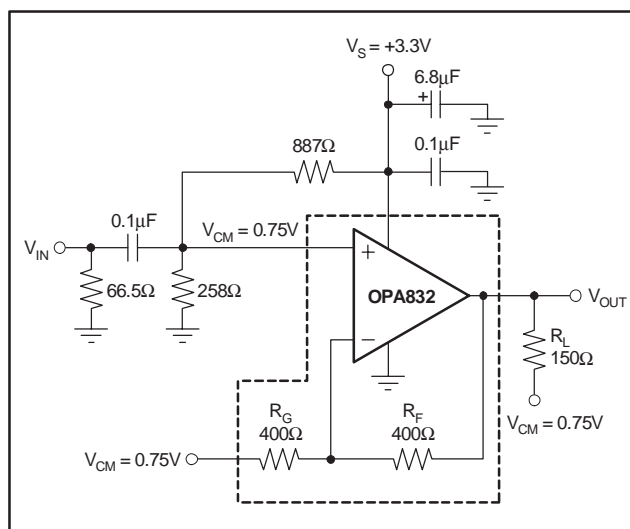 V_S = +3.3V
6.8μF
+
887Ω
0.1μF
0.1μF
V_CM = 0.75V
V_IN
+
66.5Ω
258Ω
OPA832
V_OUT
−
R_L
150Ω
R_G
400Ω
R_F
400Ω
V_CM = 0.75V
V_CM = 0.75V